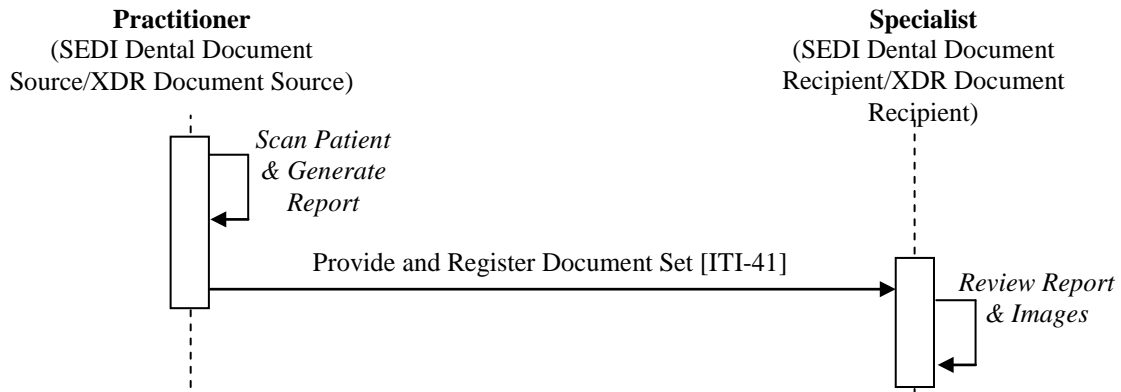 Practitioner
(SEDI Dental Document
Source/XDR Document Source)
Specialist
(SEDI Dental Document
Recipient/XDR Document
Recipient)
Scan Patient
& Generate
Report
Provide and Register Document Set [ITI-41]
Review Report
& Images